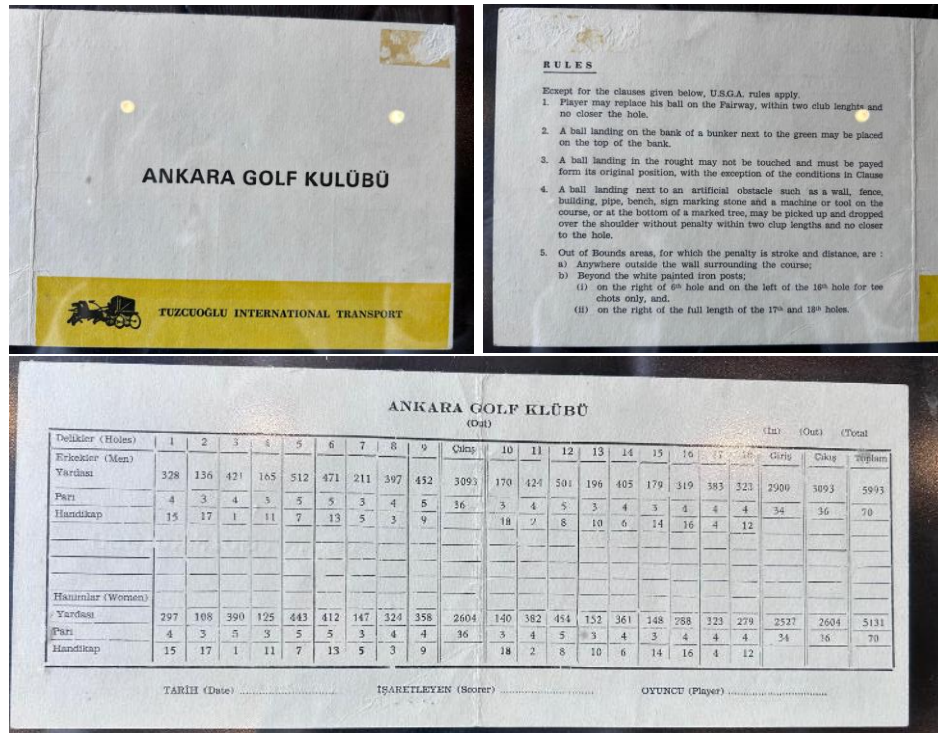 ANKARA GOLF KULÜBÜ
TUZCUOĞLU INTERNATIONAL TRANSPORT
RULES
Ecxept for the clauses given below, U.S.G.A. rules apply.
1. Player may replace his ball on the Fairway, within two club lenghts and
no closer the hole.
2. A ball landing on the bank of a bunker next to the green may be placed
on the top of the bank.
3. A ball landing in the rought may not be touched and must be payed
form its original position, with the exception of the conditions in Clause
4. A ball landing next to an artificial obstacle such as a wall, fence,
building, pipe, bench, sign marking stone and a machine or tool on the
course, or at the bottom of a marked tree, may be picked up and dropped
over the shoulder without penalty within two clup lengths and no closer
to the hole.
5. Out of Bounds areas, for which the penalty is stroke and distance, are :
a) Anywhere outside the wall surrounding the course;
b) Beyond the white painted iron posts;
(i) on the right of 6th hole and on the left of the 16th hole for tee
chots only, and.
(ii) on the right of the full length of the 17th and 18th holes.
ANKARA GOLF KLÜBÜ
(Out) (In) (Out) (Total
Delikler (Holes) 1 2 3 4 5 6 7 8 9 Çıkış 10 11 12 13 14 15 16 17 18 Giriş Çıkış Toplam
Erkekler (Men)
Yardası 328 136 421 165 512 471 211 397 452 3093 170 424 501 196 405 179 319 383 323 2900 3093 5993
Parı 4 3 4 3 5 5 3 4 5 36 3 4 5 3 4 3 4 4 4 34 36 70
Handikap 15 17 1 11 7 13 5 3 9 18 2 8 10 6 14 16 4 12
Hanımlar (Women)
Yardası 297 108 390 125 443 412 147 324 358 2604 140 382 454 152 361 148 288 323 279 2527 2604 5131
Parı 4 3 5 3 5 5 3 4 4 36 3 4 5 3 4 3 4 4 4 34 16 70
Handikap 15 17 1 11 7 13 5 3 9 18 2 8 10 6 14 16 4 12
TARİH (Date) .............................. İŞARETLEYEN (Scorer) .............................. OYUNCU (Player) ..............................